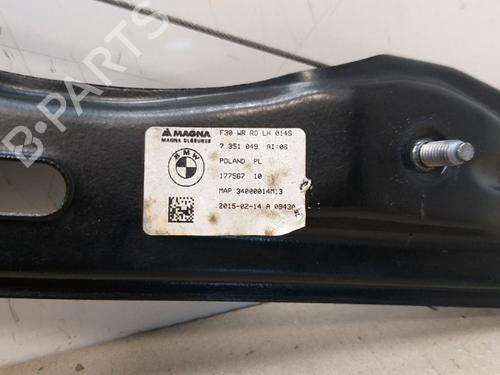 B-PARTS
MAGNA
MAGNA CLOSURES
BMW
F30 WR RD LH 014S
7 351 049 AI:06
POLAND PL
177567 10
MAP 34000014M13
2015-02-14 A 0943A